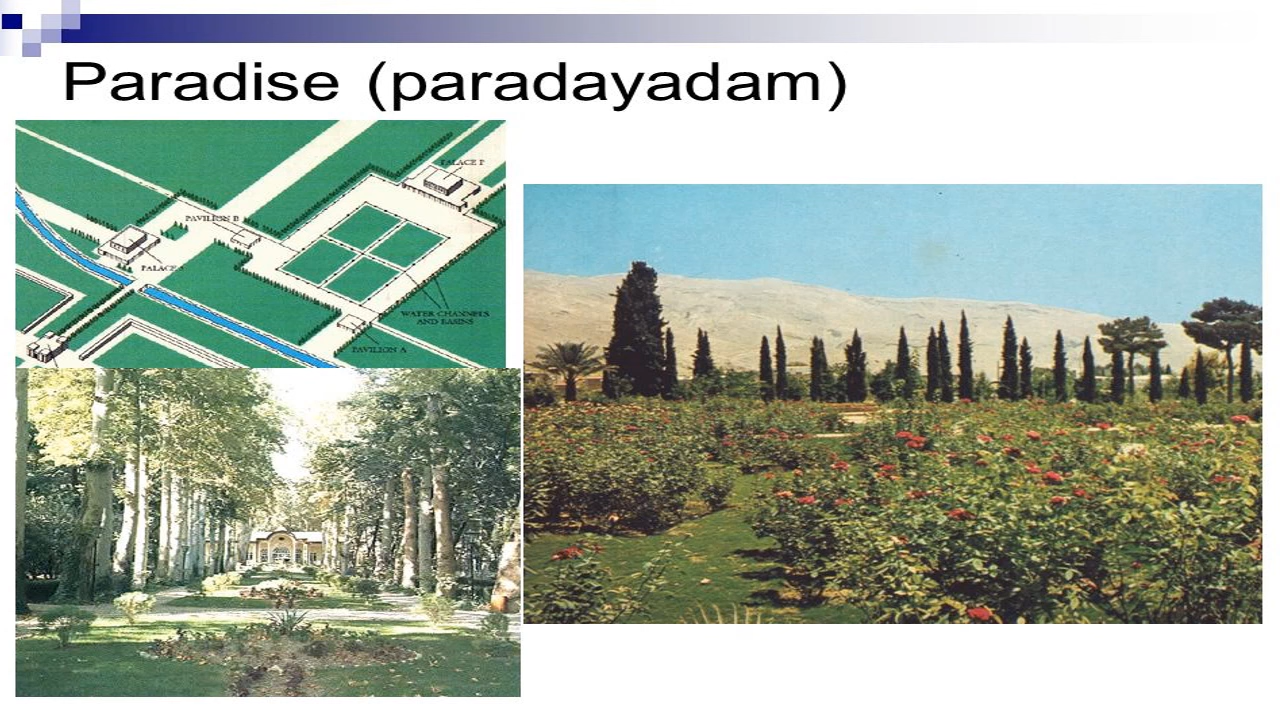 Paradise (paradayadam)
PALACE P
PAVILION B
PALACE
WATER CHANNELS
AND BASINS
PAVILION A